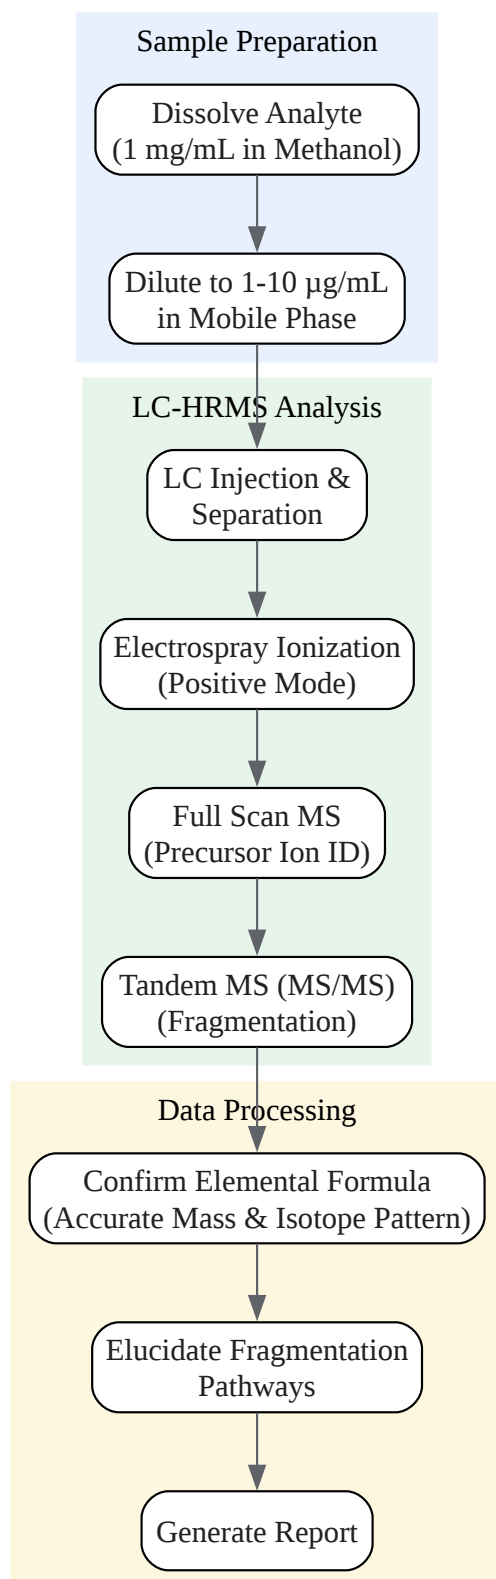 Sample Preparation
Dissolve Analyte
(1 mg/mL in Methanol)
Dilute to 1-10 µg/mL
in Mobile Phase
LC-HRMS Analysis
LC Injection &
Separation
Electrospray Ionization
(Positive Mode)
Full Scan MS
(Precursor Ion ID)
Tandem MS (MS/MS)
(Fragmentation)
Data Processing
Confirm Elemental Formula
(Accurate Mass & Isotope Pattern)
Elucidate Fragmentation
Pathways
Generate Report